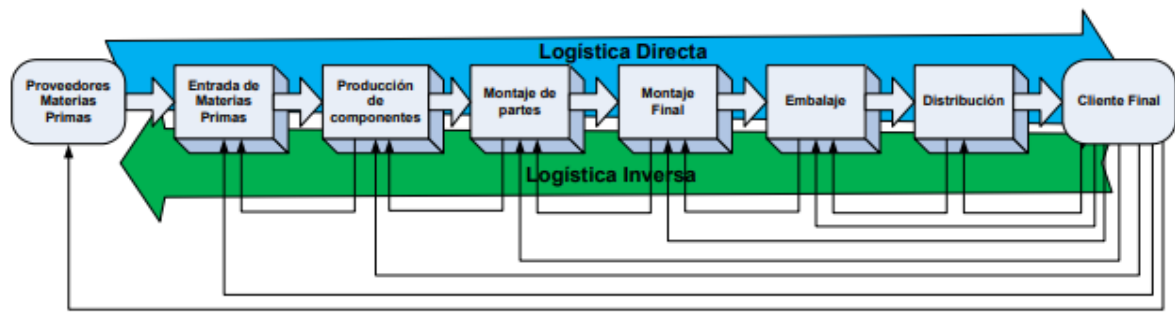 Logística Directa
Proveedores
Materias
Primas
Entrada de
Materias
Primas
Producción
de
componentes
Montaje de
partes
Montaje
Final
Embalaje
Distribución
Cliente Final
Logística Inversa